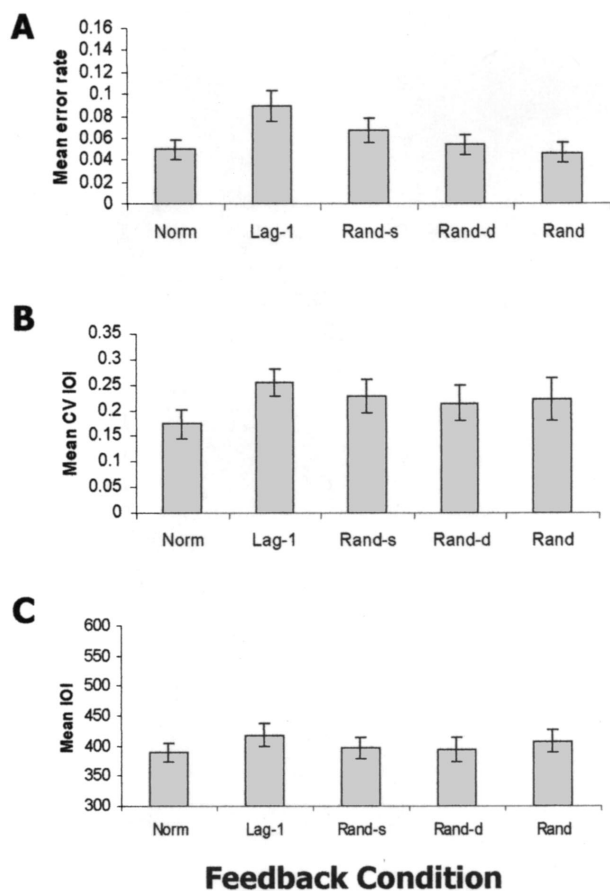 A
Mean error rate
0.16
0.14
0.12
0.1
0.08
0.06
0.04
0.02
0
Norm Lag-1 Rand-s Rand-d Rand
B
Mean CV IOI
0.35
0.3
0.25
0.2
0.15
0.1
0.05
0
Norm Lag-1 Rand-s Rand-d Rand
C
Mean IOI
600
550
500
450
400
350
300
Norm Lag-1 Rand-s Rand-d Rand
Feedback Condition